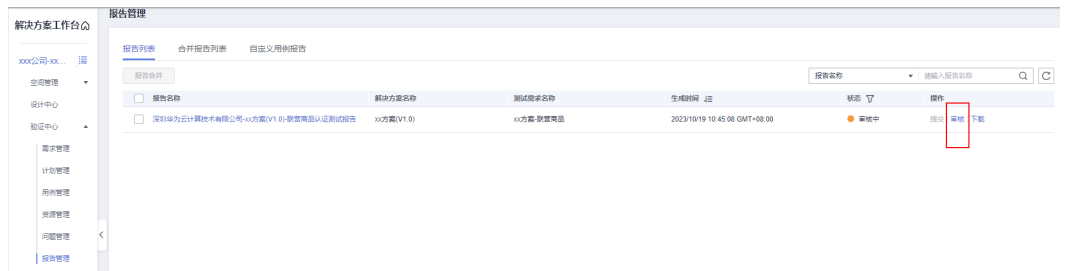 报告管理
解决方案工作台
xxx公司-xx...
空间管理
设计中心
验证中心
需求管理
计划管理
用例管理
资源管理
问题管理
报告管理
报告列表 合并报告列表 自定义用例报告
报告合并
报告名称 请输入报告名称
报告名称 解决方案名称 测试需求名称 生成时间 状态 操作
深圳华为云计算技术有限公司-xx方案(V1.0)-联营商品认证测试报告 xx方案(V1.0) xx方案-联营商品 2023/10/19 10:45:08 GMT+08:00 审核中 提交 审核 下载